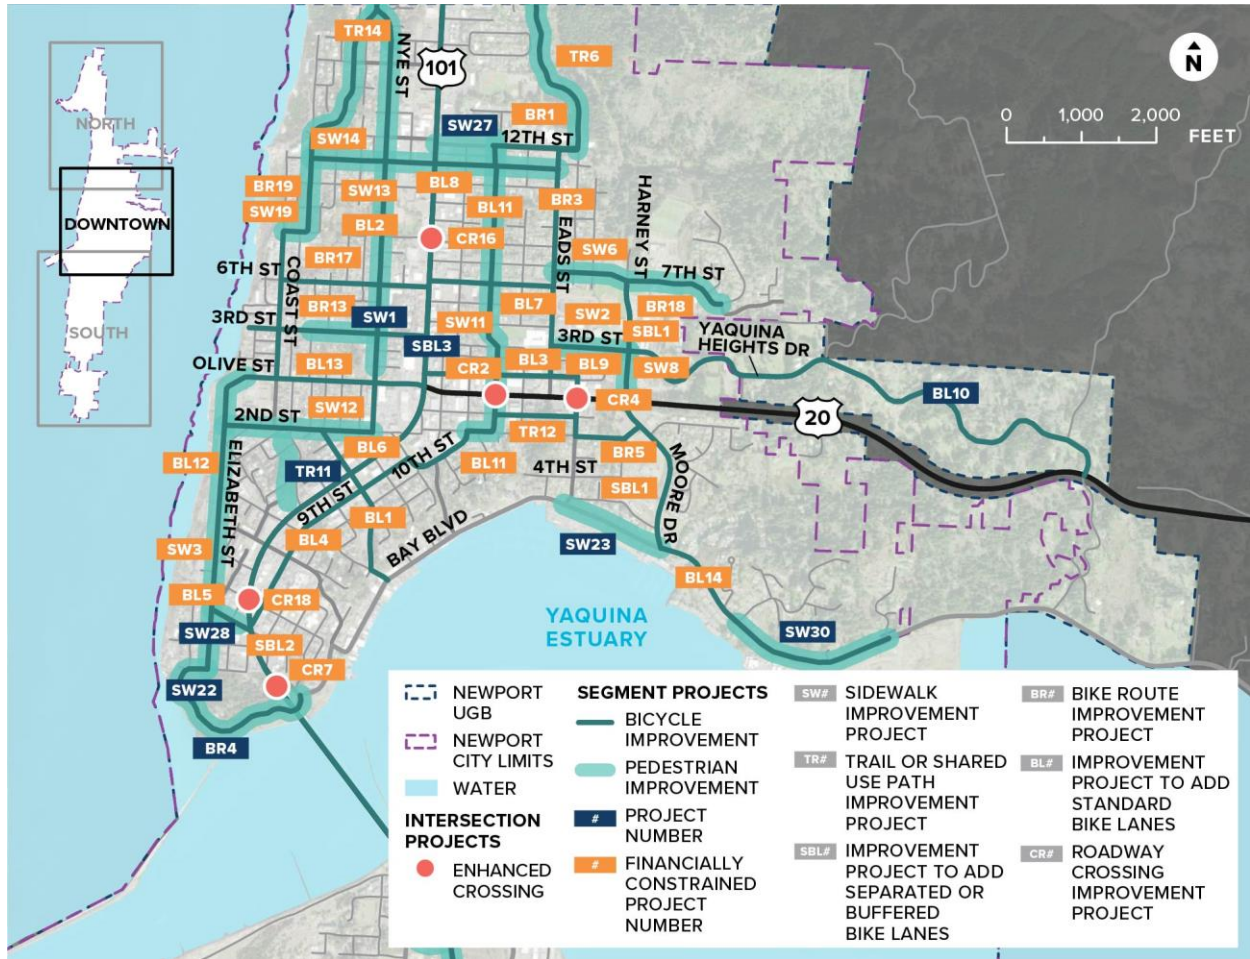 TR14
NYE ST
101
TR6
N
NORTH
SW27
BR1
12TH ST
0 1,000 2,000
FEET
SW14
BR19
SW13
BL8
HARNEY ST
SW19
BL2
BL11
BR3
DOWNTOWN
CR16
EADS ST
SW6
BR17
6TH ST
COAST ST
7TH ST
BR13
SW1
BL7
SW2
BR18
3RD ST
SW11
3RD ST
SBL1
YAQUINA
HEIGHTS DR
SOUTH
SBL3
BL13
CR2
BL3
BL9
SW8
OLIVE ST
BL10
SW12
CR4
2ND ST
20
TR12
BL6
ELIZABETH ST
10TH ST
BR5
MOORE DR
BL12
TR11
BL11
4TH ST
SBL1
9TH ST
BL1
BAY BLVD
BL4
SW3
SW23
BL14
BL5
CR18
YAQUINA
ESTUARY
SW28
SBL2
SW30
CR7
SW22
BR4
NEWPORT
UGB
NEWPORT
CITY LIMITS
WATER
INTERSECTION
PROJECTS
ENHANCED
CROSSING
SEGMENT PROJECTS
BICYCLE
IMPROVEMENT
PEDESTRIAN
IMPROVEMENT
# PROJECT
NUMBER
# FINANCIALLY
CONSTRAINED
PROJECT
NUMBER
SW# SIDEWALK
IMPROVEMENT
PROJECT
TR# TRAIL OR SHARED
USE PATH
IMPROVEMENT
PROJECT
SBL# IMPROVEMENT
PROJECT TO ADD
SEPARATED OR
BUFFERED
BIKE LANES
BR# BIKE ROUTE
IMPROVEMENT
PROJECT
BL# IMPROVEMENT
PROJECT TO ADD
STANDARD
BIKE LANES
CR# ROADWAY
CROSSING
IMPROVEMENT
PROJECT